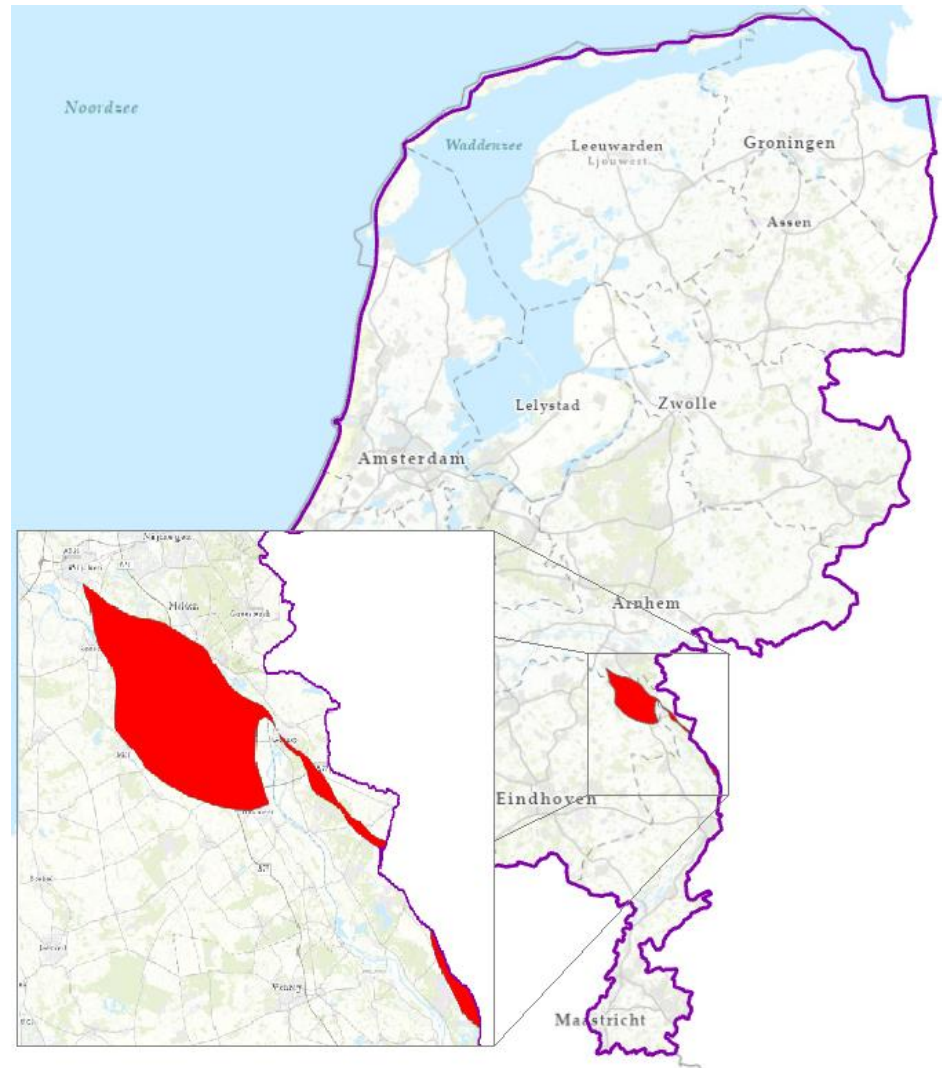 Noordzee
Waddenzee
Leeuwarden
Ljouwert
Groningen
Assen
Lelystad
Zwolle
Amsterdam
Arnhem
Nijmegen
Venray
Eindhoven
Maastricht